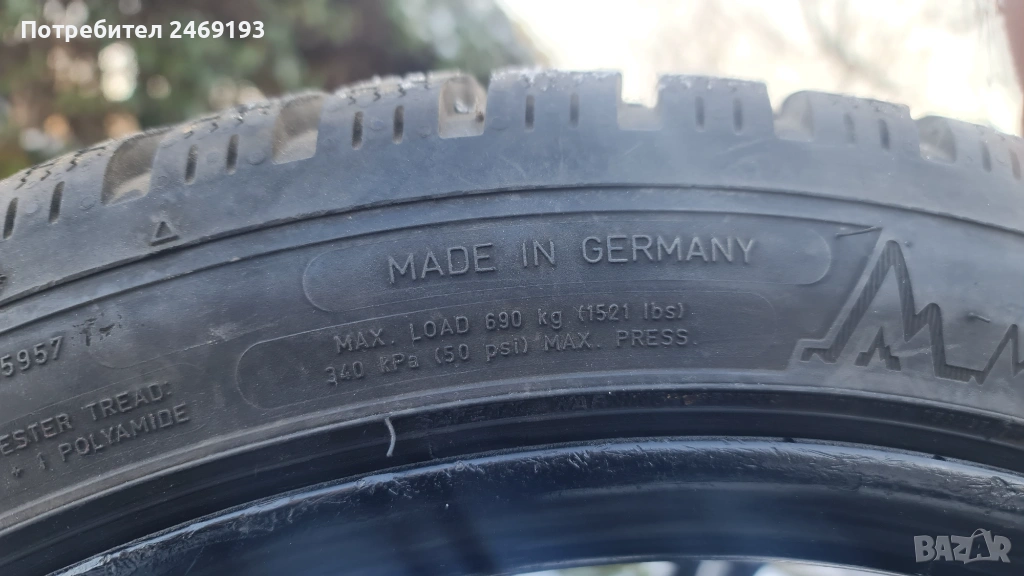 Потребител 2469193
MADE IN GERMANY
MAX. LOAD 690 kg (1521 lbs)
340 kPa (50 psi) MAX. PRESS.
5957
ESTER TREAD:
+ 1 POLYAMIDE
BAZAR